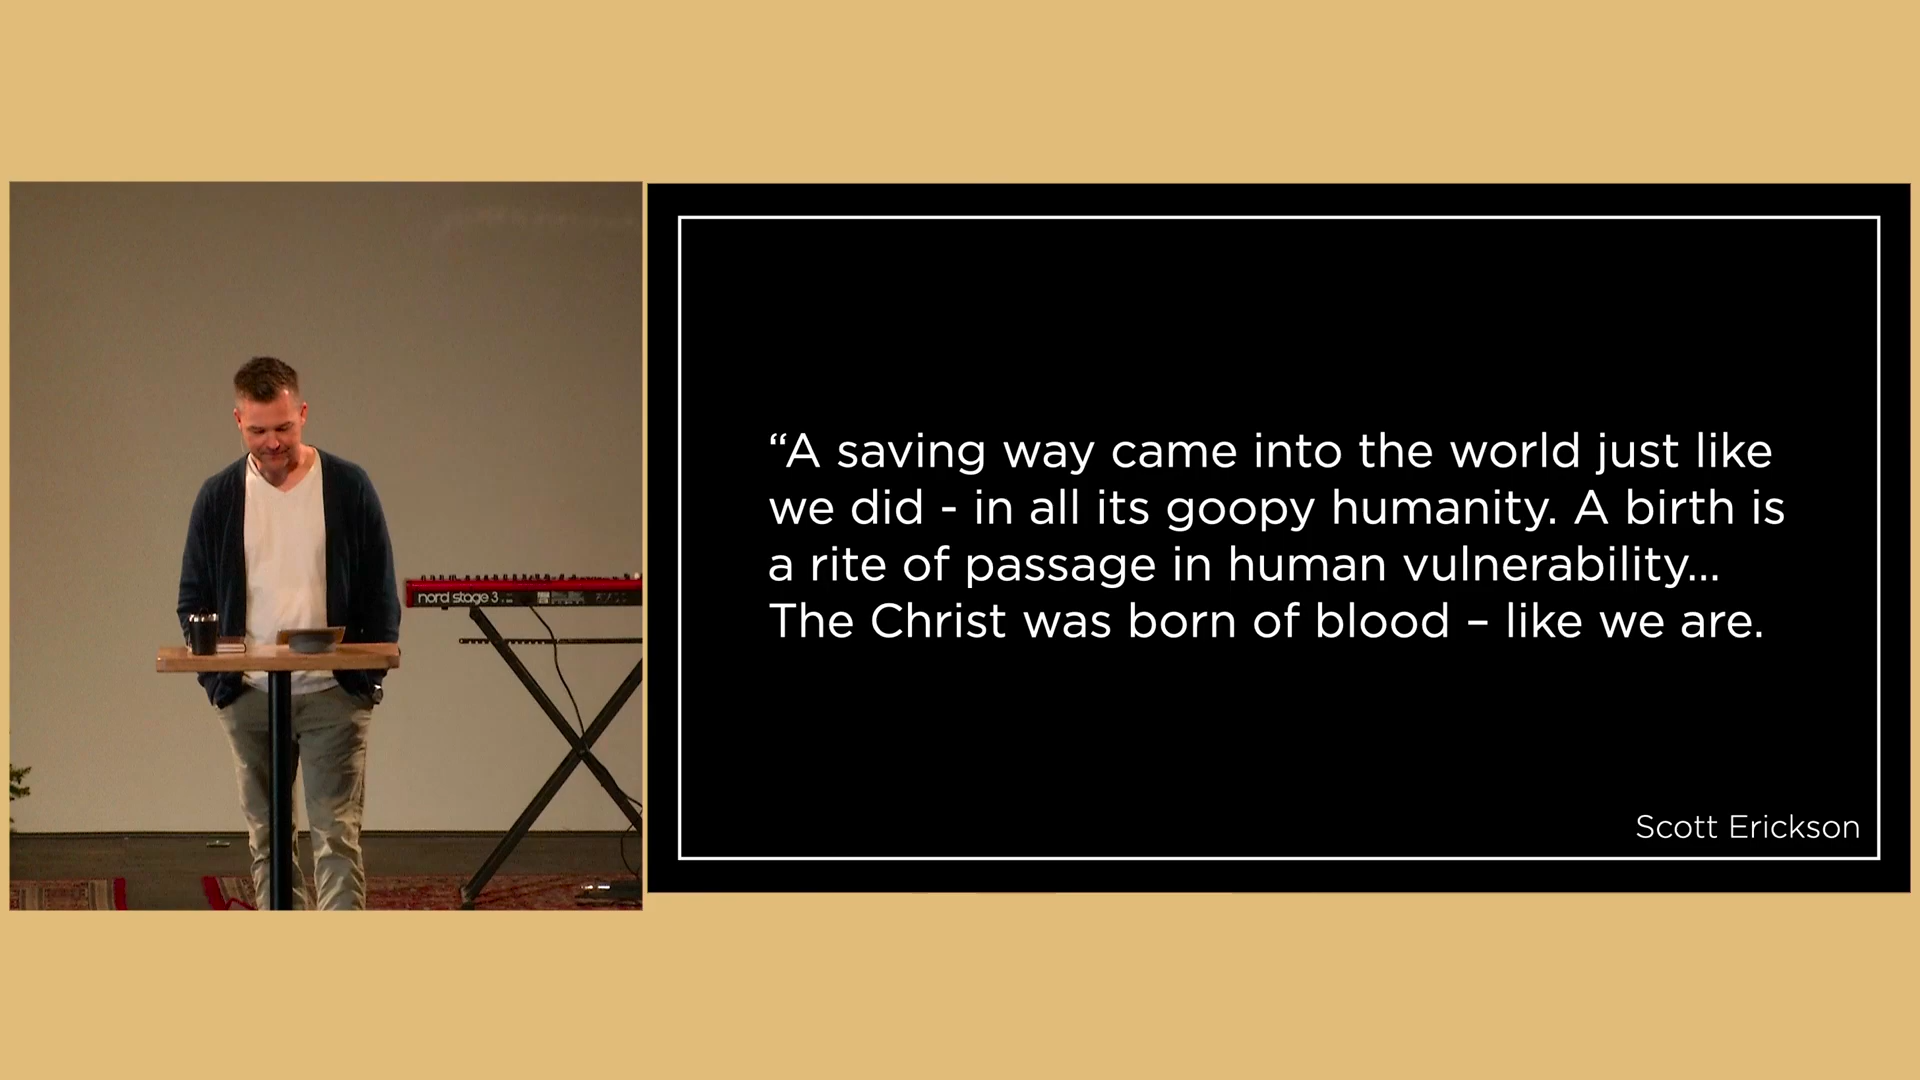 nord stage 3
“A saving way came into the world just like
we did - in all its goopy humanity. A birth is
a rite of passage in human vulnerability...
The Christ was born of blood – like we are.
Scott Erickson